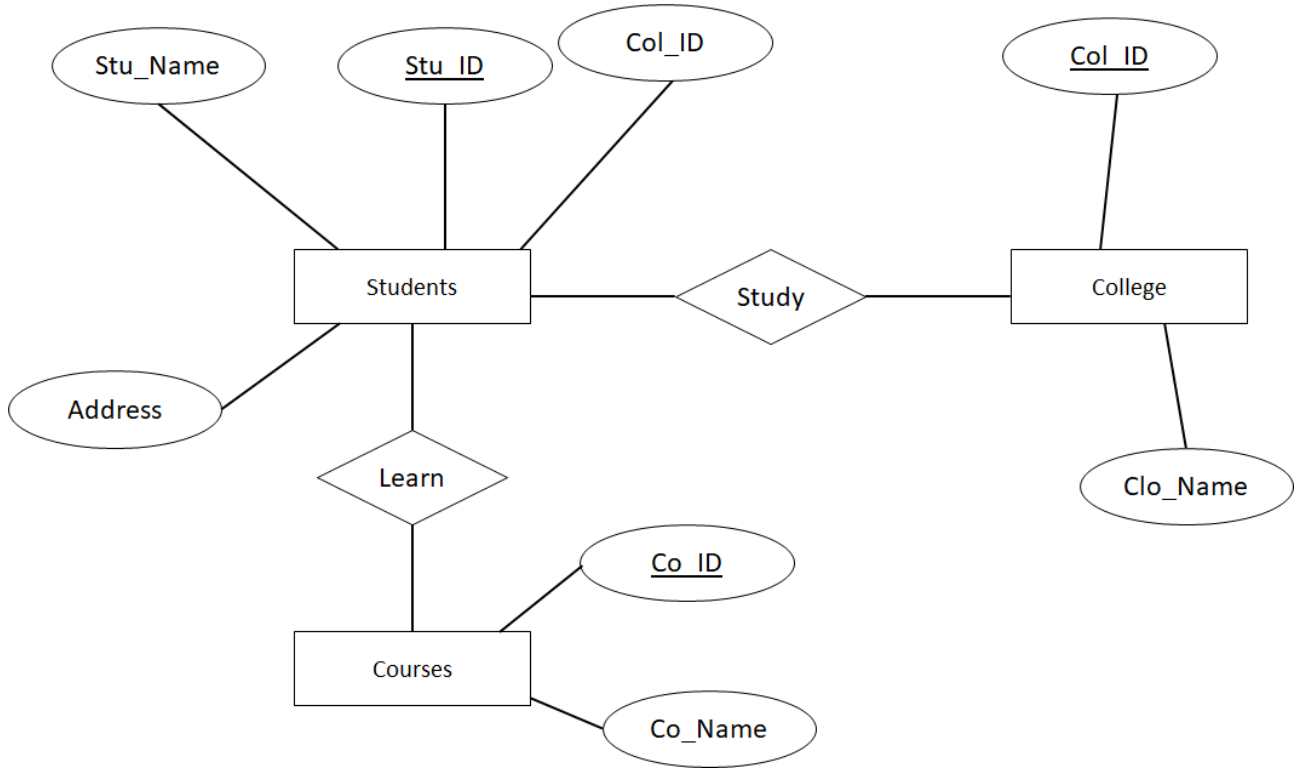 Stu_Name
Stu_ID
Col_ID
Col_ID
Students
Study
College
Address
Learn
Clo_Name
Co_ID
Courses
Co_Name